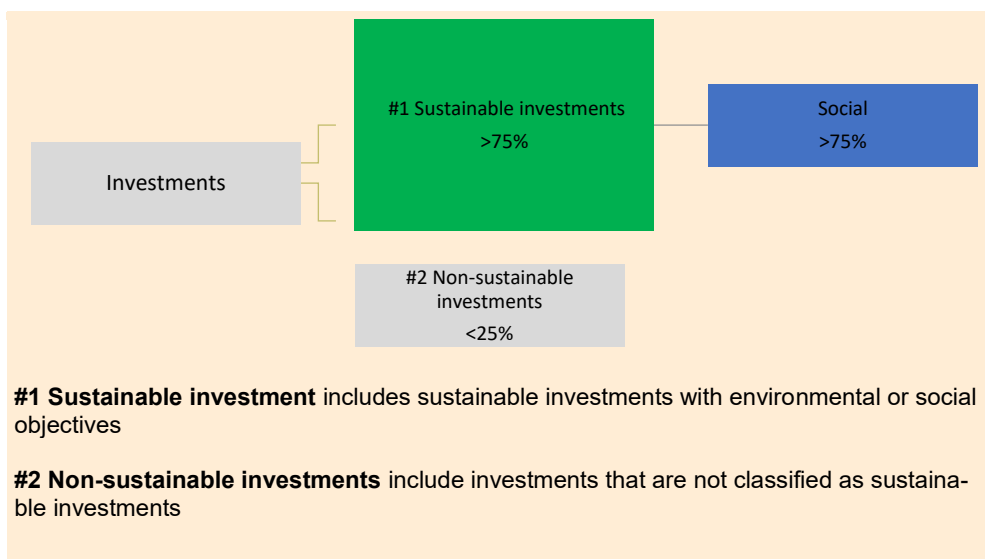 #1 Sustainable investments
>75%
Social
>75%
Investments
#2 Non-sustainable
investments
<25%
#1 Sustainable investment includes sustainable investments with environmental or social
objectives
#2 Non-sustainable investments include investments that are not classified as sustaina-
ble investments